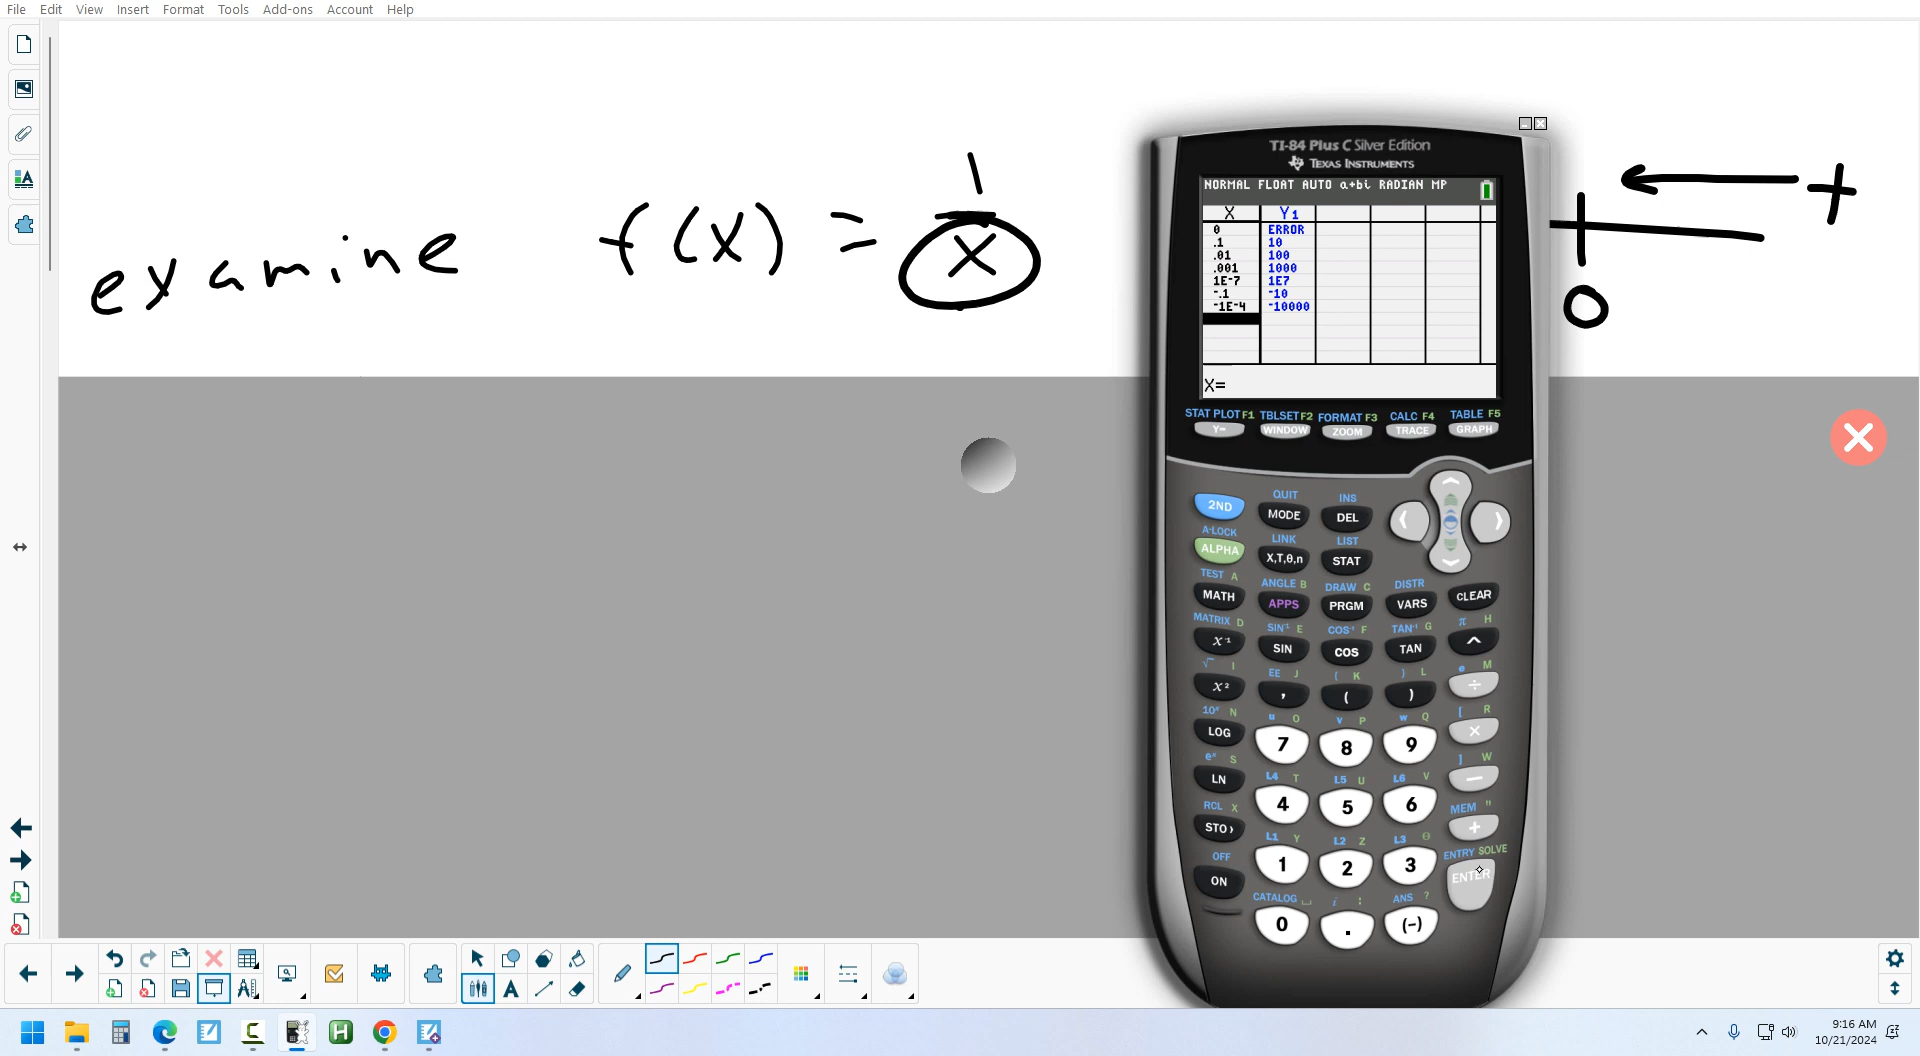 File Edit View Insert Format Tools Add-ons Account Help
examine f(x) = 1/x
+
0
TI-84 Plus C Silver Edition
TEXAS INSTRUMENTS
NORMAL FLOAT AUTO a+bi RADIAN MP
X Y1
0 ERROR
.1 10
.01 100
.001 1000
1E-7 1E7
-.1 -10
-1E-4 -10000
X=
STAT PLOT F1 TBLSET F2 FORMAT F3 CALC F4 TABLE F5
Y= WINDOW ZOOM TRACE GRAPH
QUIT INS
2ND MODE DEL
A-LOCK LINK LIST
ALPHA X,T,θ,n STAT
TEST A ANGLE B DRAW C DISTR
MATH APPS PRGM VARS CLEAR
MATRIX D SIN⁻¹ E COS⁻¹ F TAN⁻¹ G π H
x⁻¹ SIN COS TAN ^
√ I EE J { K } L e M
x² , ( ) ÷
10ˣ N u O v P w Q [ R
LOG 7 8 9 ×
eˣ S L4 T L5 U L6 V ] W
LN 4 5 6 −
RCL X L1 Y L2 Z L3 θ MEM "
STO› 1 2 3 +
OFF CATALOG ⎵ i : ANS ? ENTRY SOLVE
ON 0 . (-) ENTER
A
9:16 AM
10/21/2024